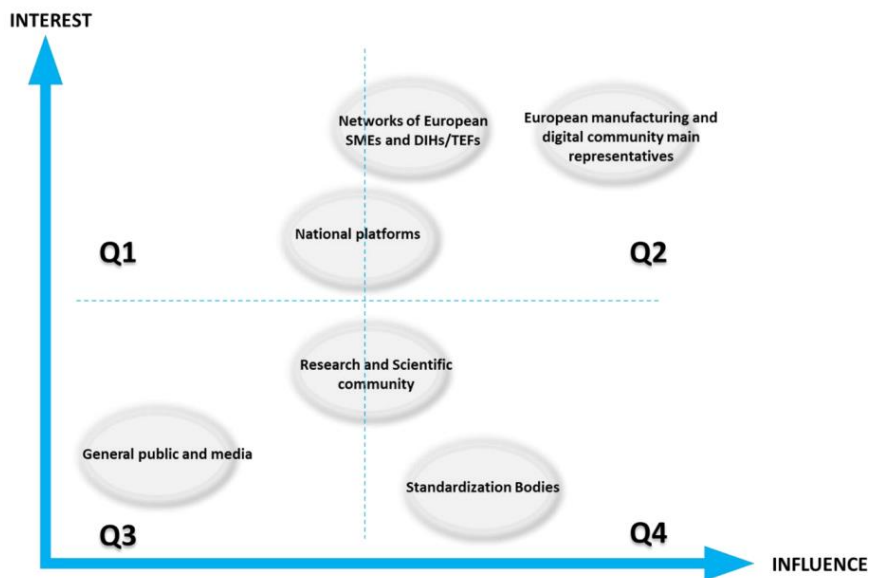 INTEREST
Networks of European
SMEs and DIHs/TEFs
European manufacturing and
digital community main
representatives
National platforms
Q1
Q2
Research and Scientific
community
General public and media
Standardization Bodies
Q3
Q4
INFLUENCE